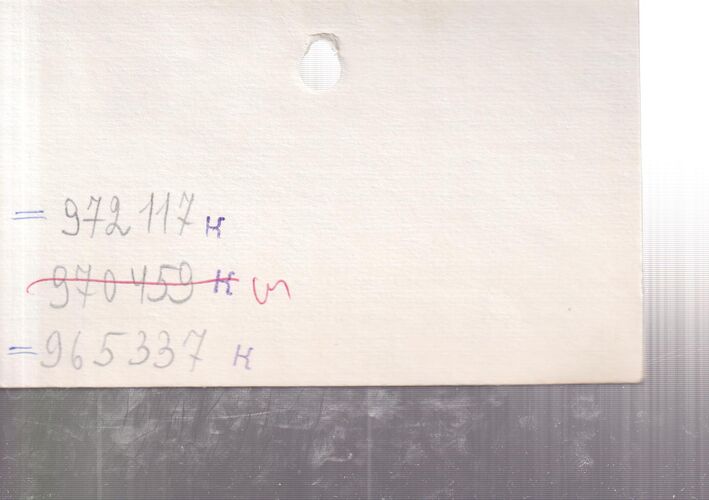 = 972117 к
970459 к
= 965337 к